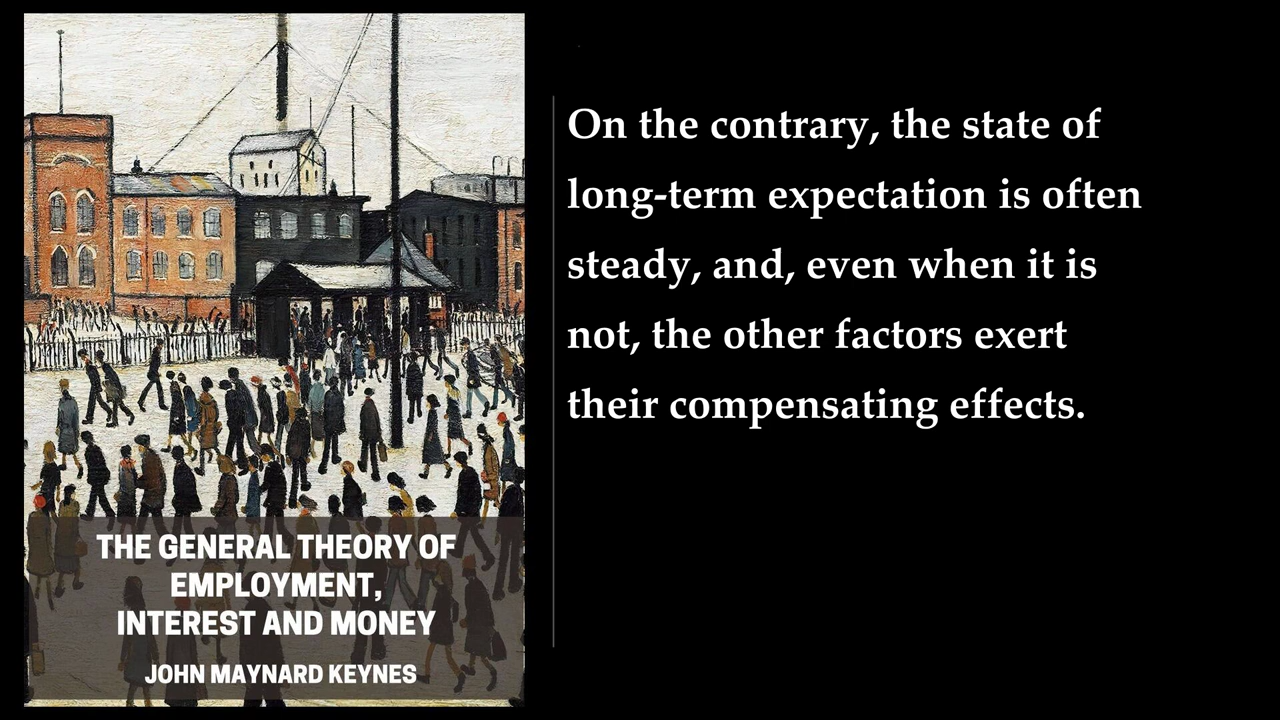 On the contrary, the state of
long-term expectation is often
steady, and, even when it is
not, the other factors exert
their compensating effects.
THE GENERAL THEORY OF
EMPLOYMENT,
INTEREST AND MONEY
JOHN MAYNARD KEYNES